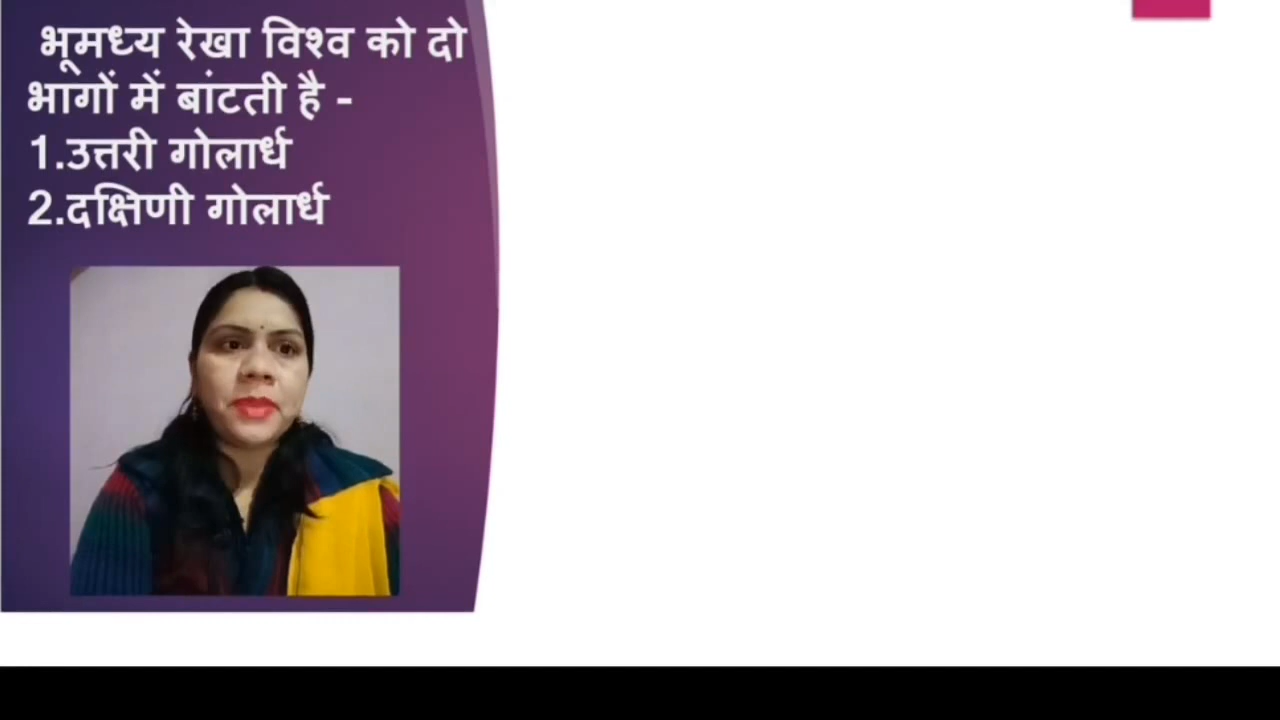 भूमध्य रेखा विश्व को दो
भागों में बांटती है -
1.उत्तरी गोलार्ध
2.दक्षिणी गोलार्ध